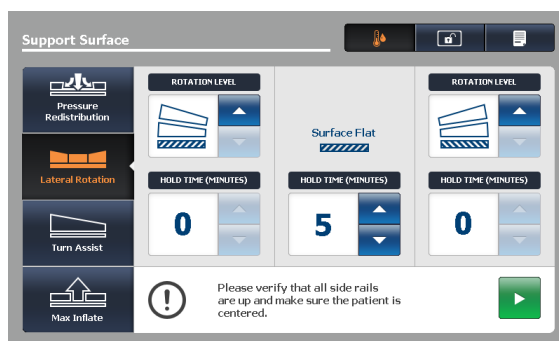 Support Surface
Pressure
Redistribution
Lateral Rotation
Turn Assist
Max Inflate
ROTATION LEVEL
Surface Flat
ROTATION LEVEL
HOLD TIME (MINUTES)
HOLD TIME (MINUTES)
HOLD TIME (MINUTES)
0
5
0
Please verify that all side rails
are up and make sure the patient is
centered.